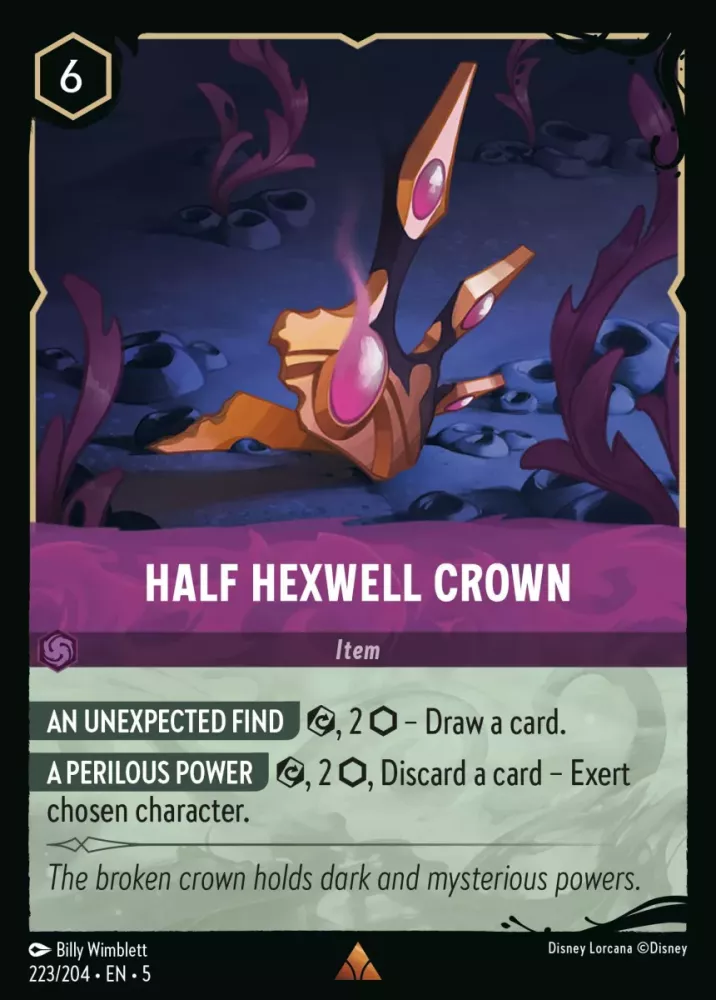 6
HALF HEXWELL CROWN
Item
AN UNEXPECTED FIND , 2 – Draw a card.
A PERILOUS POWER , 2 , Discard a card – Exert
chosen character.
The broken crown holds dark and mysterious powers.
Billy Wimblett
Disney Lorcana ©Disney
223/204 • EN • 5